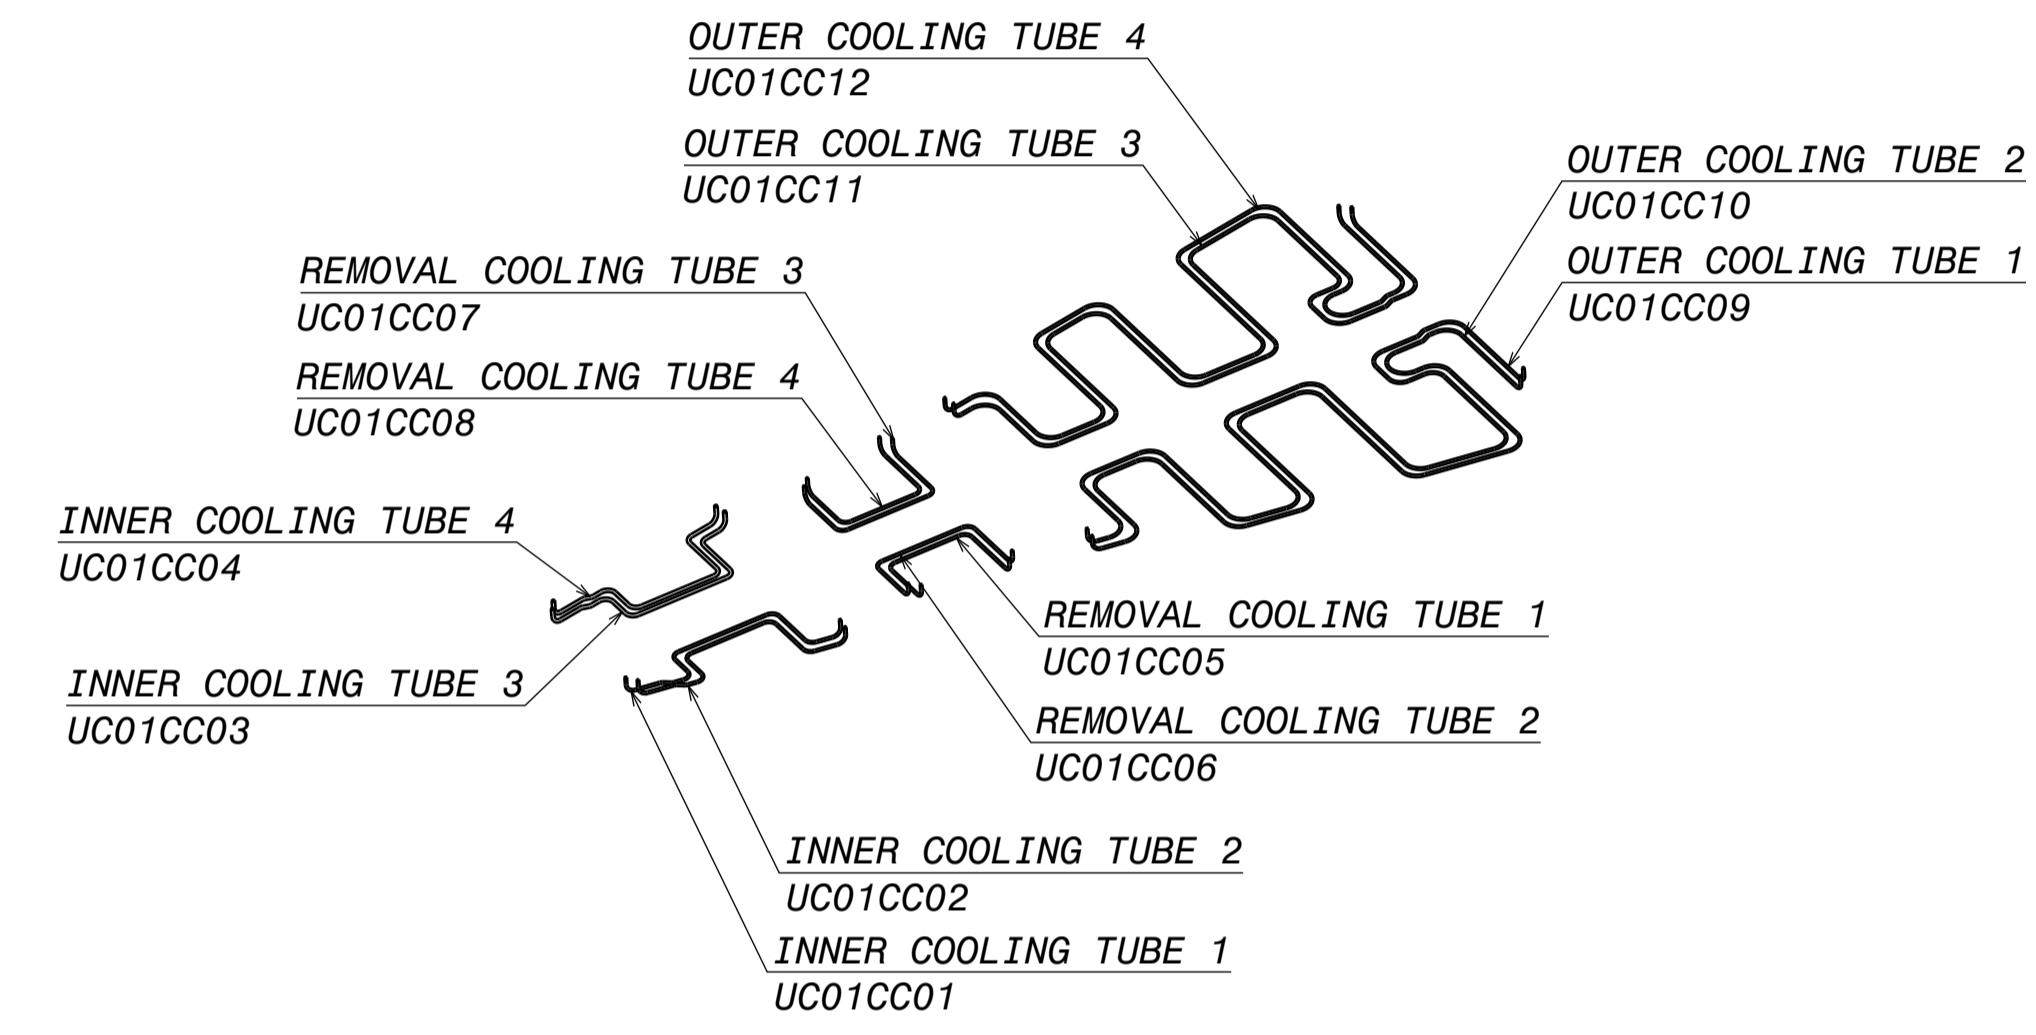 OUTER COOLING TUBE 4
UC01CC12
OUTER COOLING TUBE 3
UC01CC11
OUTER COOLING TUBE 2
UC01CC10
OUTER COOLING TUBE 1
UC01CC09
REMOVAL COOLING TUBE 3
UC01CC07
REMOVAL COOLING TUBE 4
UC01CC08
INNER COOLING TUBE 4
UC01CC04
INNER COOLING TUBE 3
UC01CC03
REMOVAL COOLING TUBE 1
UC01CC05
REMOVAL COOLING TUBE 2
UC01CC06
INNER COOLING TUBE 2
UC01CC02
INNER COOLING TUBE 1
UC01CC01